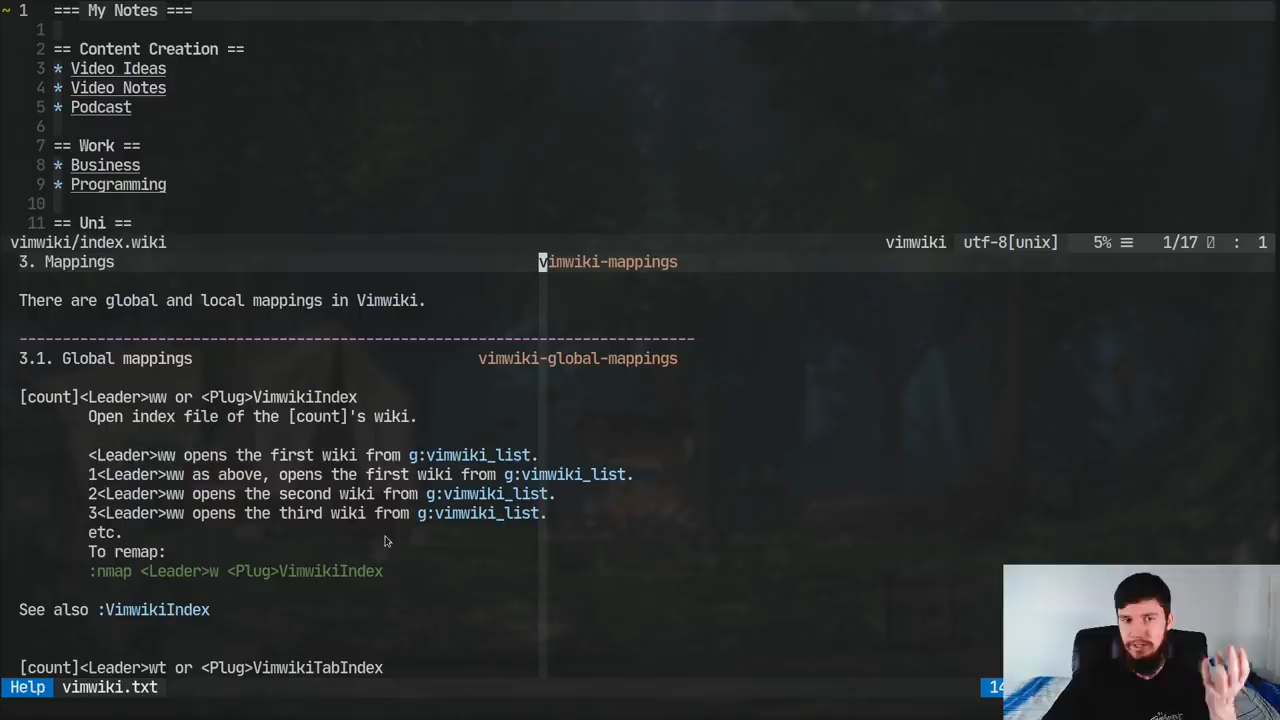 ~ 1 === My Notes ===
1
2 == Content Creation ==
3 * Video Ideas
4 * Video Notes
5 * Podcast
6
7 == Work ==
8 * Business
9 * Programming
10
11 == Uni ==
vimwiki/index.wiki vimwiki utf-8[unix] 5% ≡ 1/17 : 1
3. Mappings vimwiki-mappings
There are global and local mappings in Vimwiki.
------------------------------------------------------------------------------
3.1. Global mappings vimwiki-global-mappings
[count]<Leader>ww or <Plug>VimwikiIndex
Open index file of the [count]'s wiki.
<Leader>ww opens the first wiki from g:vimwiki_list.
1<Leader>ww as above, opens the first wiki from g:vimwiki_list.
2<Leader>ww opens the second wiki from g:vimwiki_list.
3<Leader>ww opens the third wiki from g:vimwiki_list.
etc.
To remap:
:nmap <Leader>w <Plug>VimwikiIndex
See also :VimwikiIndex
[count]<Leader>wt or <Plug>VimwikiTabIndex
Help vimwiki.txt 14